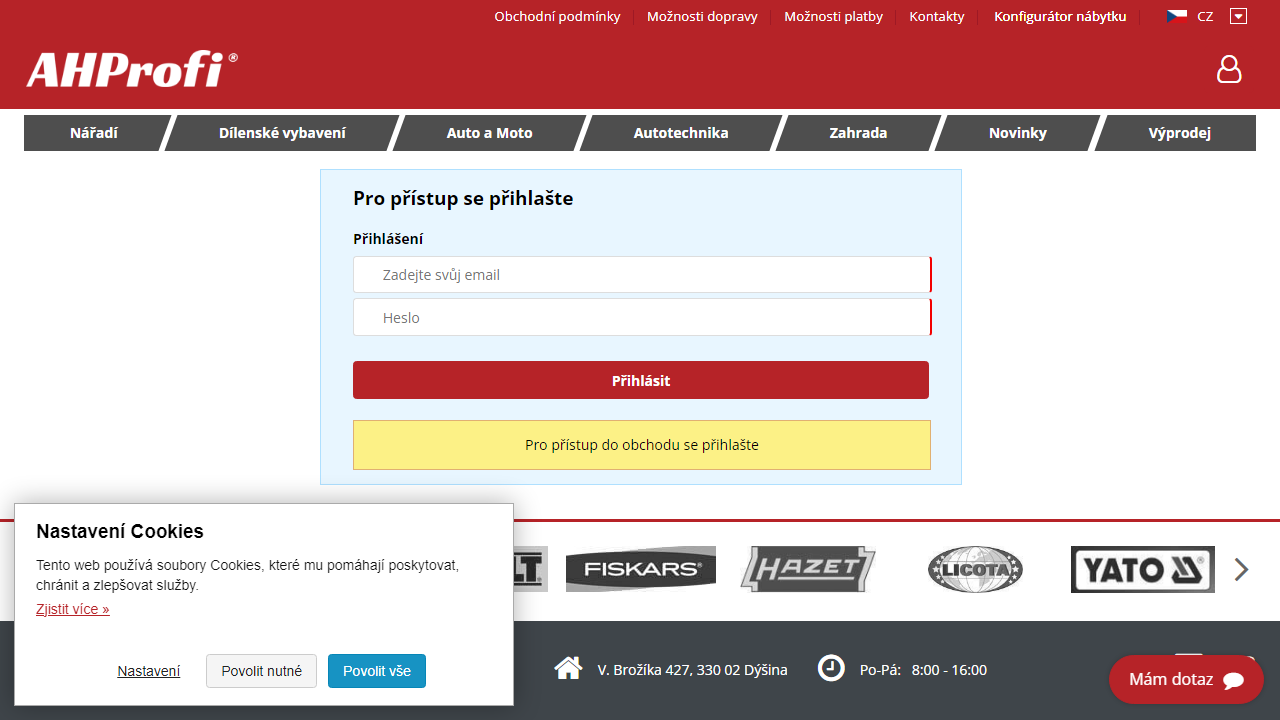 Obchodní podmínky
Možnosti dopravy
Možnosti platby
Kontakty
Konfigurátor nábytku
CZ
AHProfi®
Nářadí
Dílenské vybavení
Auto a Moto
Autotechnika
Zahrada
Novinky
Výprodej
Pro přístup se přihlašte
Přihlášení
Zadejte svůj email
Heslo
Přihlásit
Pro přístup do obchodu se přihlašte
Nastavení Cookies
Tento web používá soubory Cookies, které mu pomáhají poskytovat,
chránit a zlepšovat služby.
Zjistit více »
Nastavení
Povolit nutné
Povolit vše
FISKARS®
HAZET
LICOTA
YATO
V. Brožíka 427, 330 02 Dýšina
Po-Pá: 8:00 - 16:00
Mám dotaz